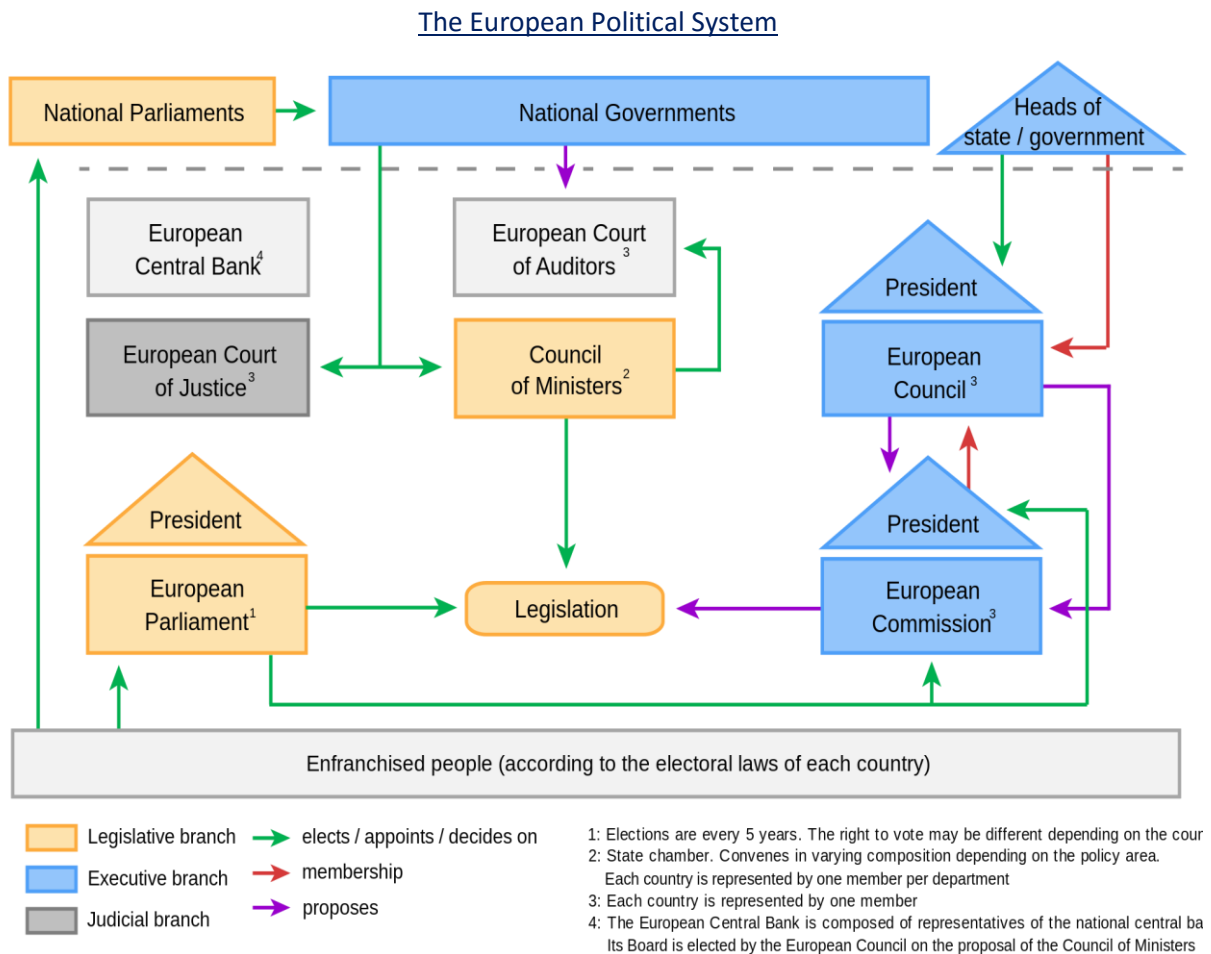 The European Political System
National Parliaments
National Governments
Heads of
state / government
European
Central Bank4
European Court
of Auditors 3
President
European Court
of Justice3
Council
of Ministers2
European
Council 3
President
President
European
Parliament1
Legislation
European
Commission3
Enfranchised people (according to the electoral laws of each country)
Legislative branch
Executive branch
Judicial branch
elects / appoints / decides on
membership
proposes
1: Elections are every 5 years. The right to vote may be different depending on the
2: State chamber. Convenes in varying composition depending on the policy area.
Each country is represented by one member per department
3: Each country is represented by one member
4: The European Central Bank is composed of representatives of the national central
Its Board is elected by the European Council on the proposal of the Council of Ministers